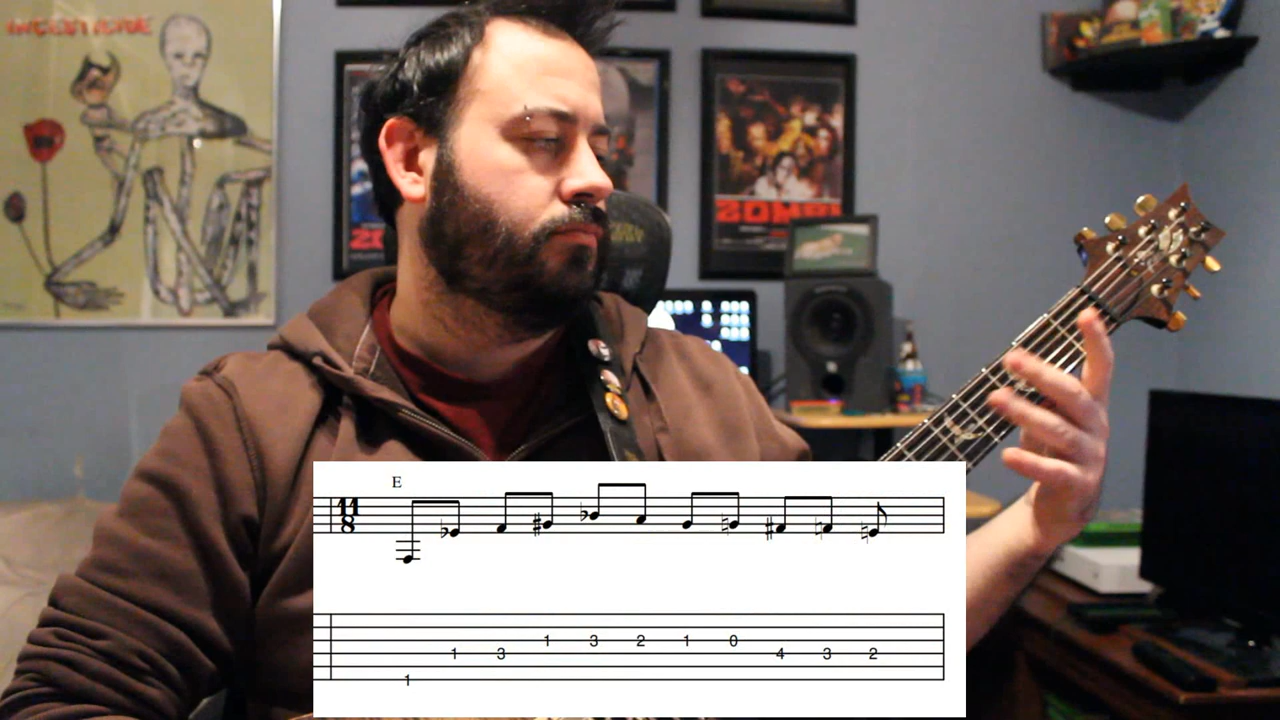 INCESTICIDE
ZOMBI
E
11
8
1 3 2 1 0
1 3 4 3 2
1